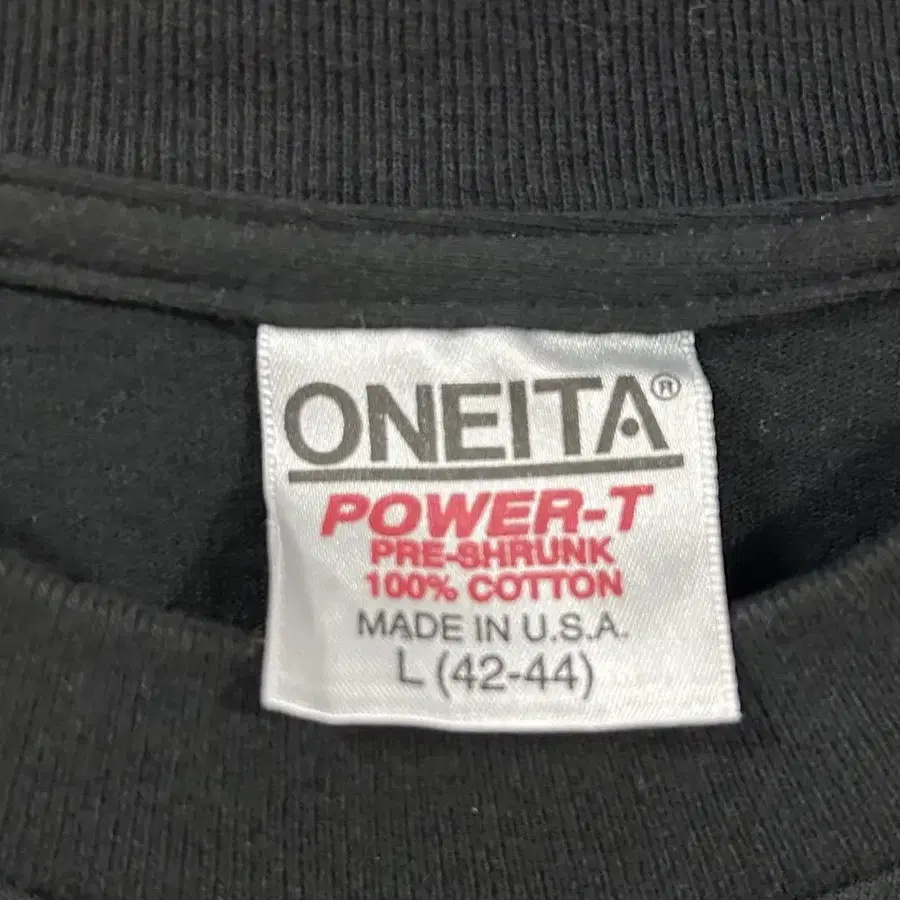 ONEITA®
POWER-T
PRE-SHRUNK
100% COTTON
MADE IN U.S.A.
L (42-44)